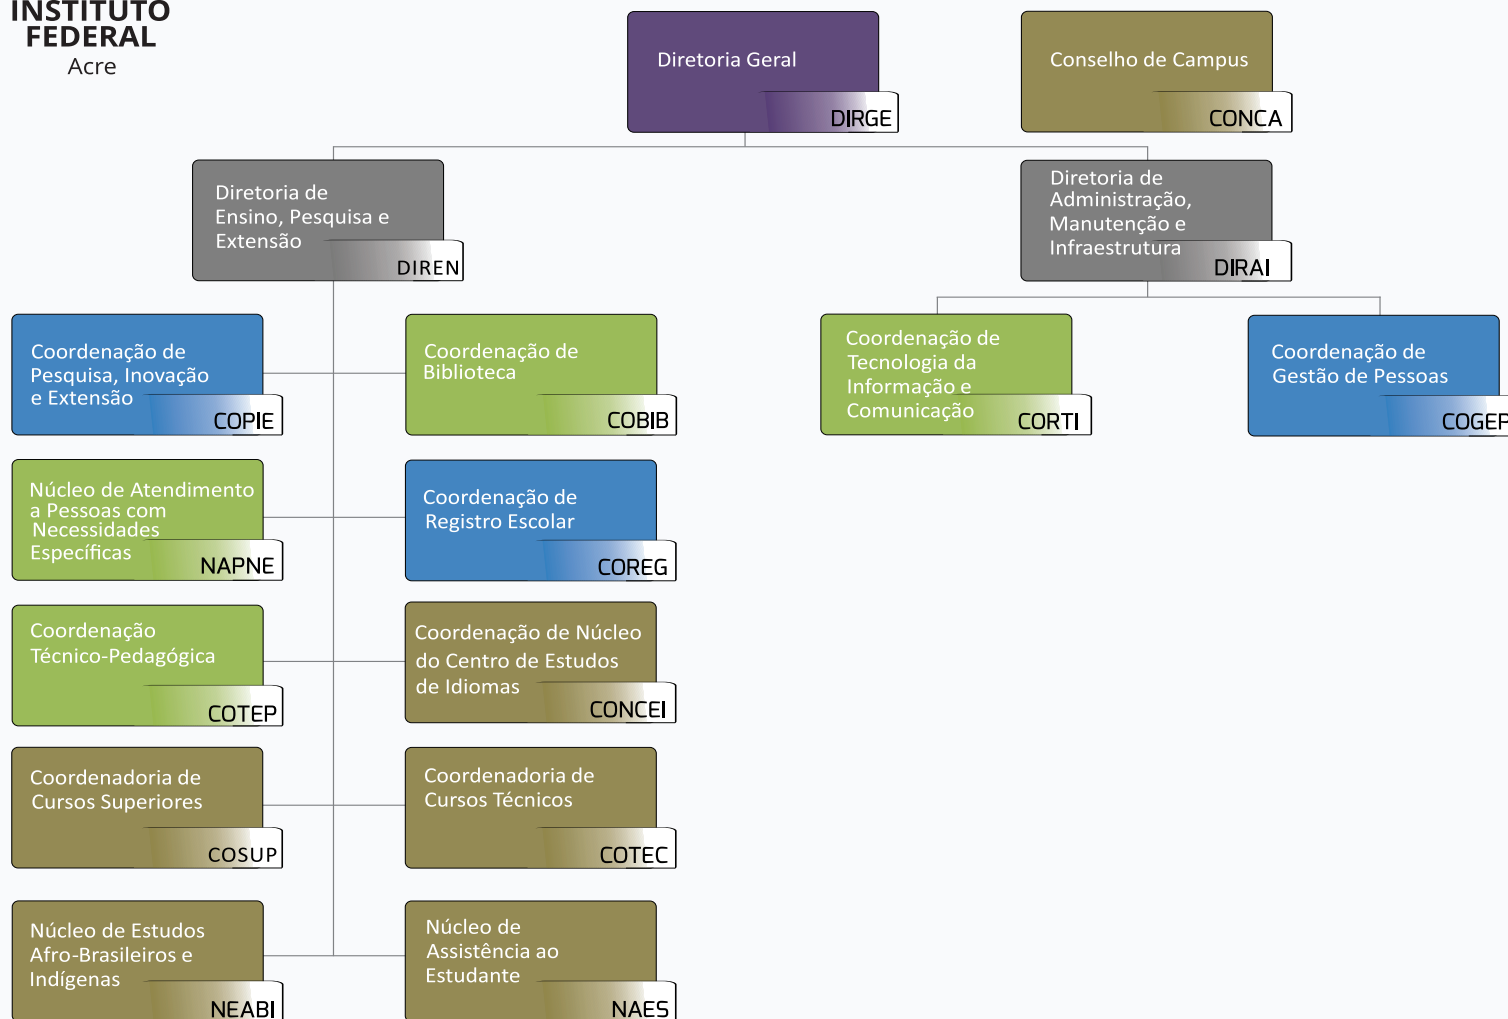 INSTITUTO
FEDERAL
Acre
Diretoria Geral
DIRGE
Conselho de Campus
CONCA
Diretoria de
Ensino, Pesquisa e
Extensão
DIREN
Diretoria de
Administração,
Manutenção e
Infraestrutura
DIRAI
Coordenação de
Pesquisa, Inovação
e Extensão
COPIE
Coordenação de
Biblioteca
COBIB
Coordenação de
Tecnologia da
Informação e
Comunicação
CORTI
Coordenação de
Gestão de Pessoas
COGEP
Núcleo de Atendimento
a Pessoas com
Necessidades
Específicas
NAPNE
Coordenação de
Registro Escolar
COREG
Coordenação
Técnico-Pedagógica
COTEP
Coordenação de Núcleo
do Centro de Estudos
de Idiomas
CONCEI
Coordenadoria de
Cursos Superiores
COSUP
Coordenadoria de
Cursos Técnicos
COTEC
Núcleo de Estudos
Afro-Brasileiros e
Indígenas
NEABI
Núcleo de
Assistência ao
Estudante
NAES